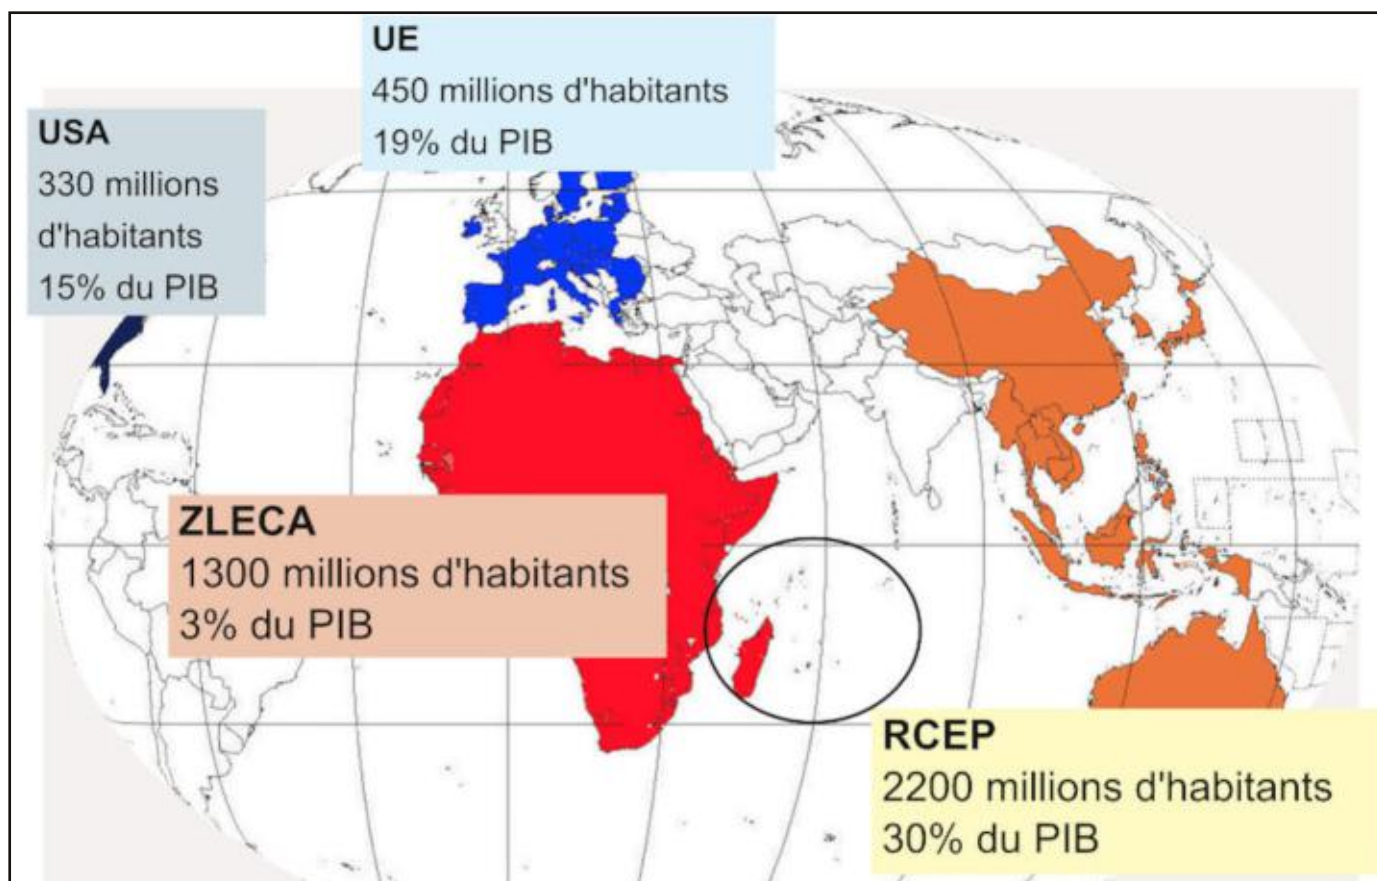 UE
450 millions d'habitants
19% du PIB
USA
330 millions
d'habitants
15% du PIB
ZLECA
1300 millions d'habitants
3% du PIB
RCEP
2200 millions d'habitants
30% du PIB